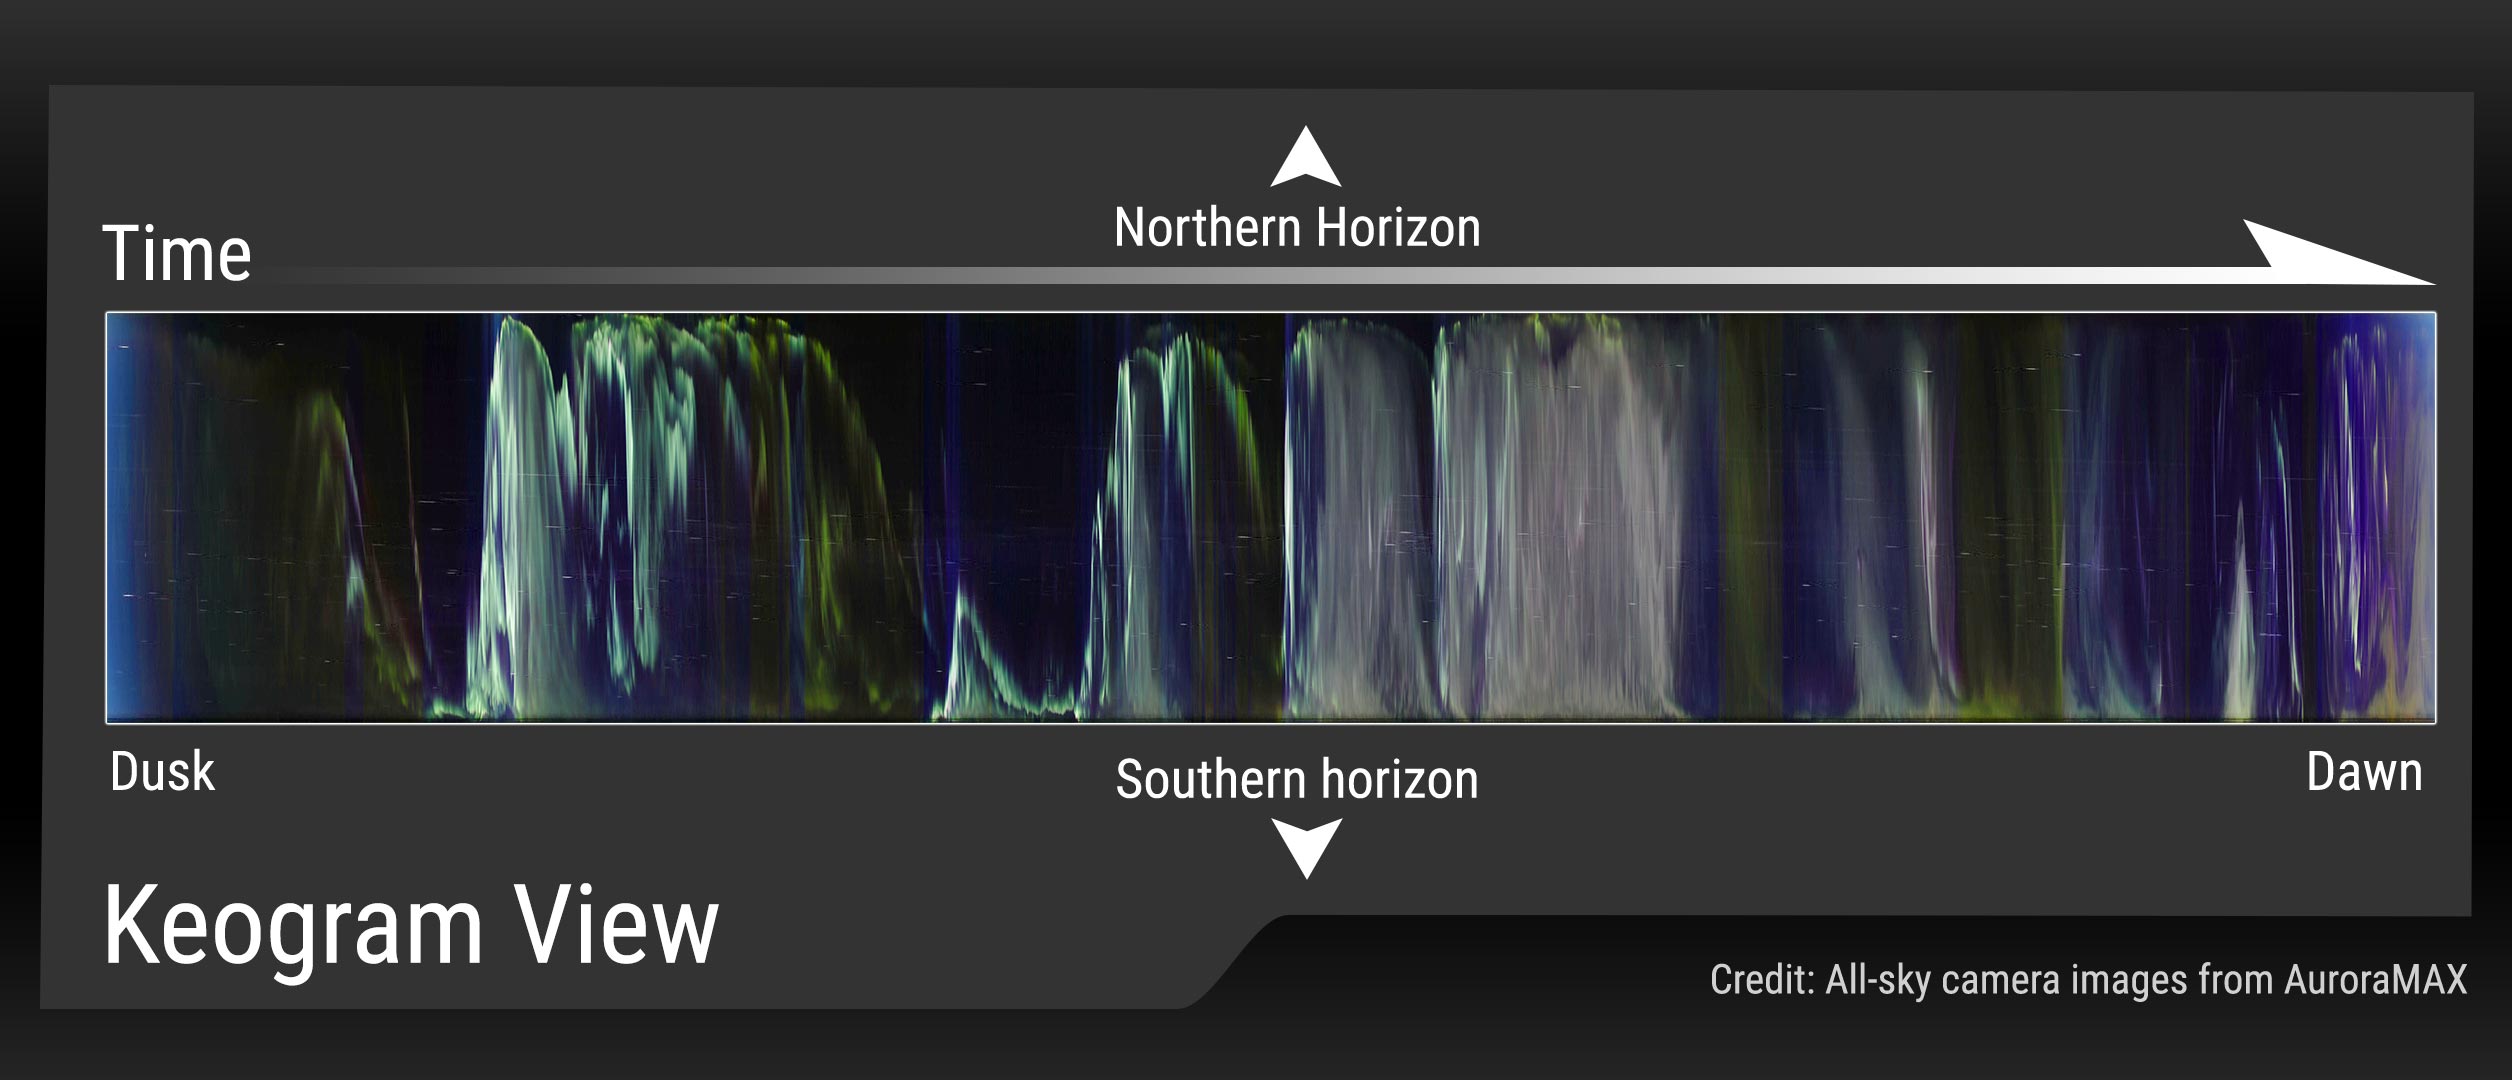 Northern Horizon
Time
Dusk
Southern horizon
Dawn
Keogram View
Credit: All-sky camera images from AuroraMAX